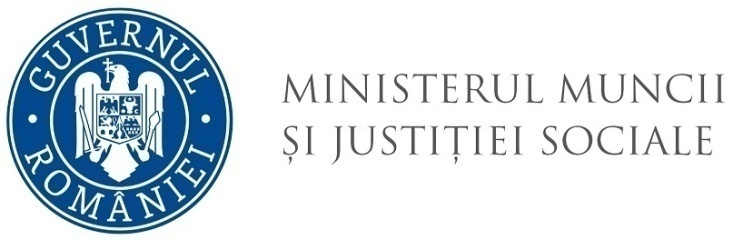 GUVERNUL
ROMÂNIEI
MINISTERUL MUNCII
ȘI JUSTIȚIEI SOCIALE